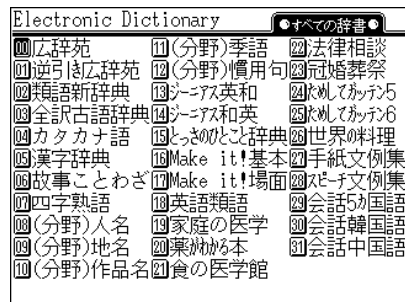 Electronic Dictionary
●すべての辞書●
00広辞苑
01逆引き広辞苑
02類語新辞典
03全訳古語辞典
04カタカナ語
05漢字辞典
06故事ことわざ
07四字熟語
08(分野)人名
09(分野)地名
10(分野)作品名
11(分野)季語
12(分野)慣用句
13ジーニアス英和
14ジーニアス和英
15とっさのひとこと辞典
16Make it!基本
17Make it!場面
18英語類語
19家庭の医学
20薬がわかる本
21食の医学館
22法律相談
23冠婚葬祭
24ためしてガッテン5
25ためしてガッテン6
26世界の料理
27手紙文例集
28スピーチ文例集
29会話5カ国語
30会話韓国語
31会話中国語